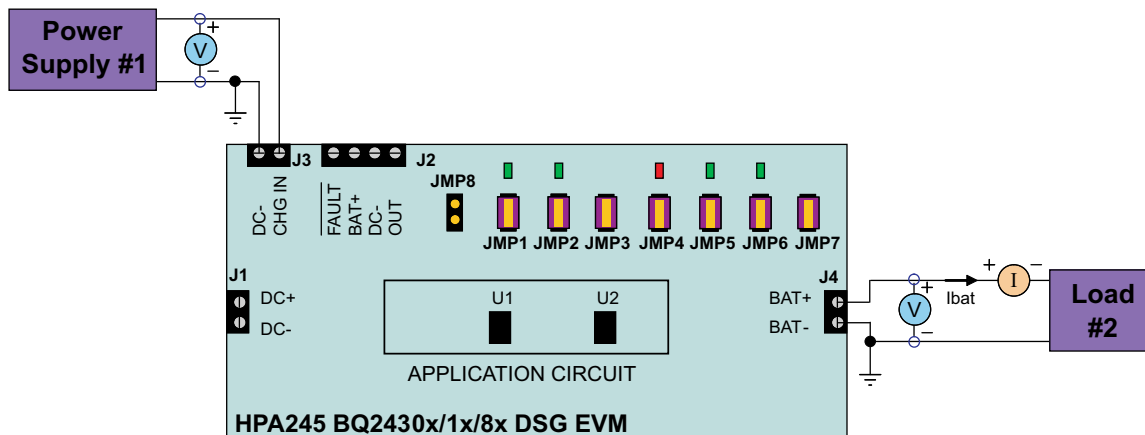 Power
Supply #1
+
V
−
J3
J2
DC-
CHG IN
FAULT
BAT+
DC-
OUT
JMP8
JMP1
JMP2
JMP3
JMP4
JMP5
JMP6
JMP7
J1
DC+
DC-
U1
U2
APPLICATION CIRCUIT
J4
BAT+
BAT-
+
V
−
Ibat
+
I
−
Load
#2
HPA245 BQ2430x/1x/8x DSG EVM